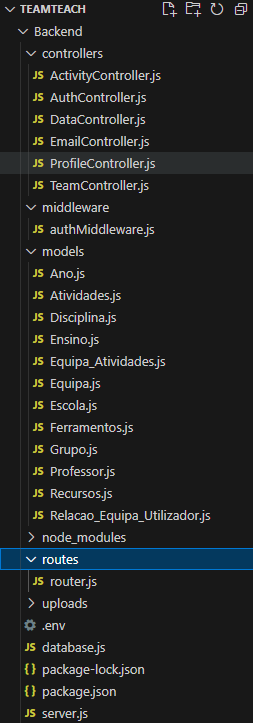 TEAMTEACH
Backend
controllers
JS ActivityController.js
JS AuthController.js
JS DataController.js
JS EmailController.js
JS ProfileController.js
JS TeamController.js
middleware
JS authMiddleware.js
models
JS Ano.js
JS Atividades.js
JS Disciplina.js
JS Ensino.js
JS Equipa_Atividades.js
JS Equipa.js
JS Escola.js
JS Ferramentos.js
JS Grupo.js
JS Professor.js
JS Recursos.js
JS Relacao_Equipa_Utilizador.js
node_modules
routes
JS router.js
uploads
.env
JS database.js
package-lock.json
package.json
JS server.js